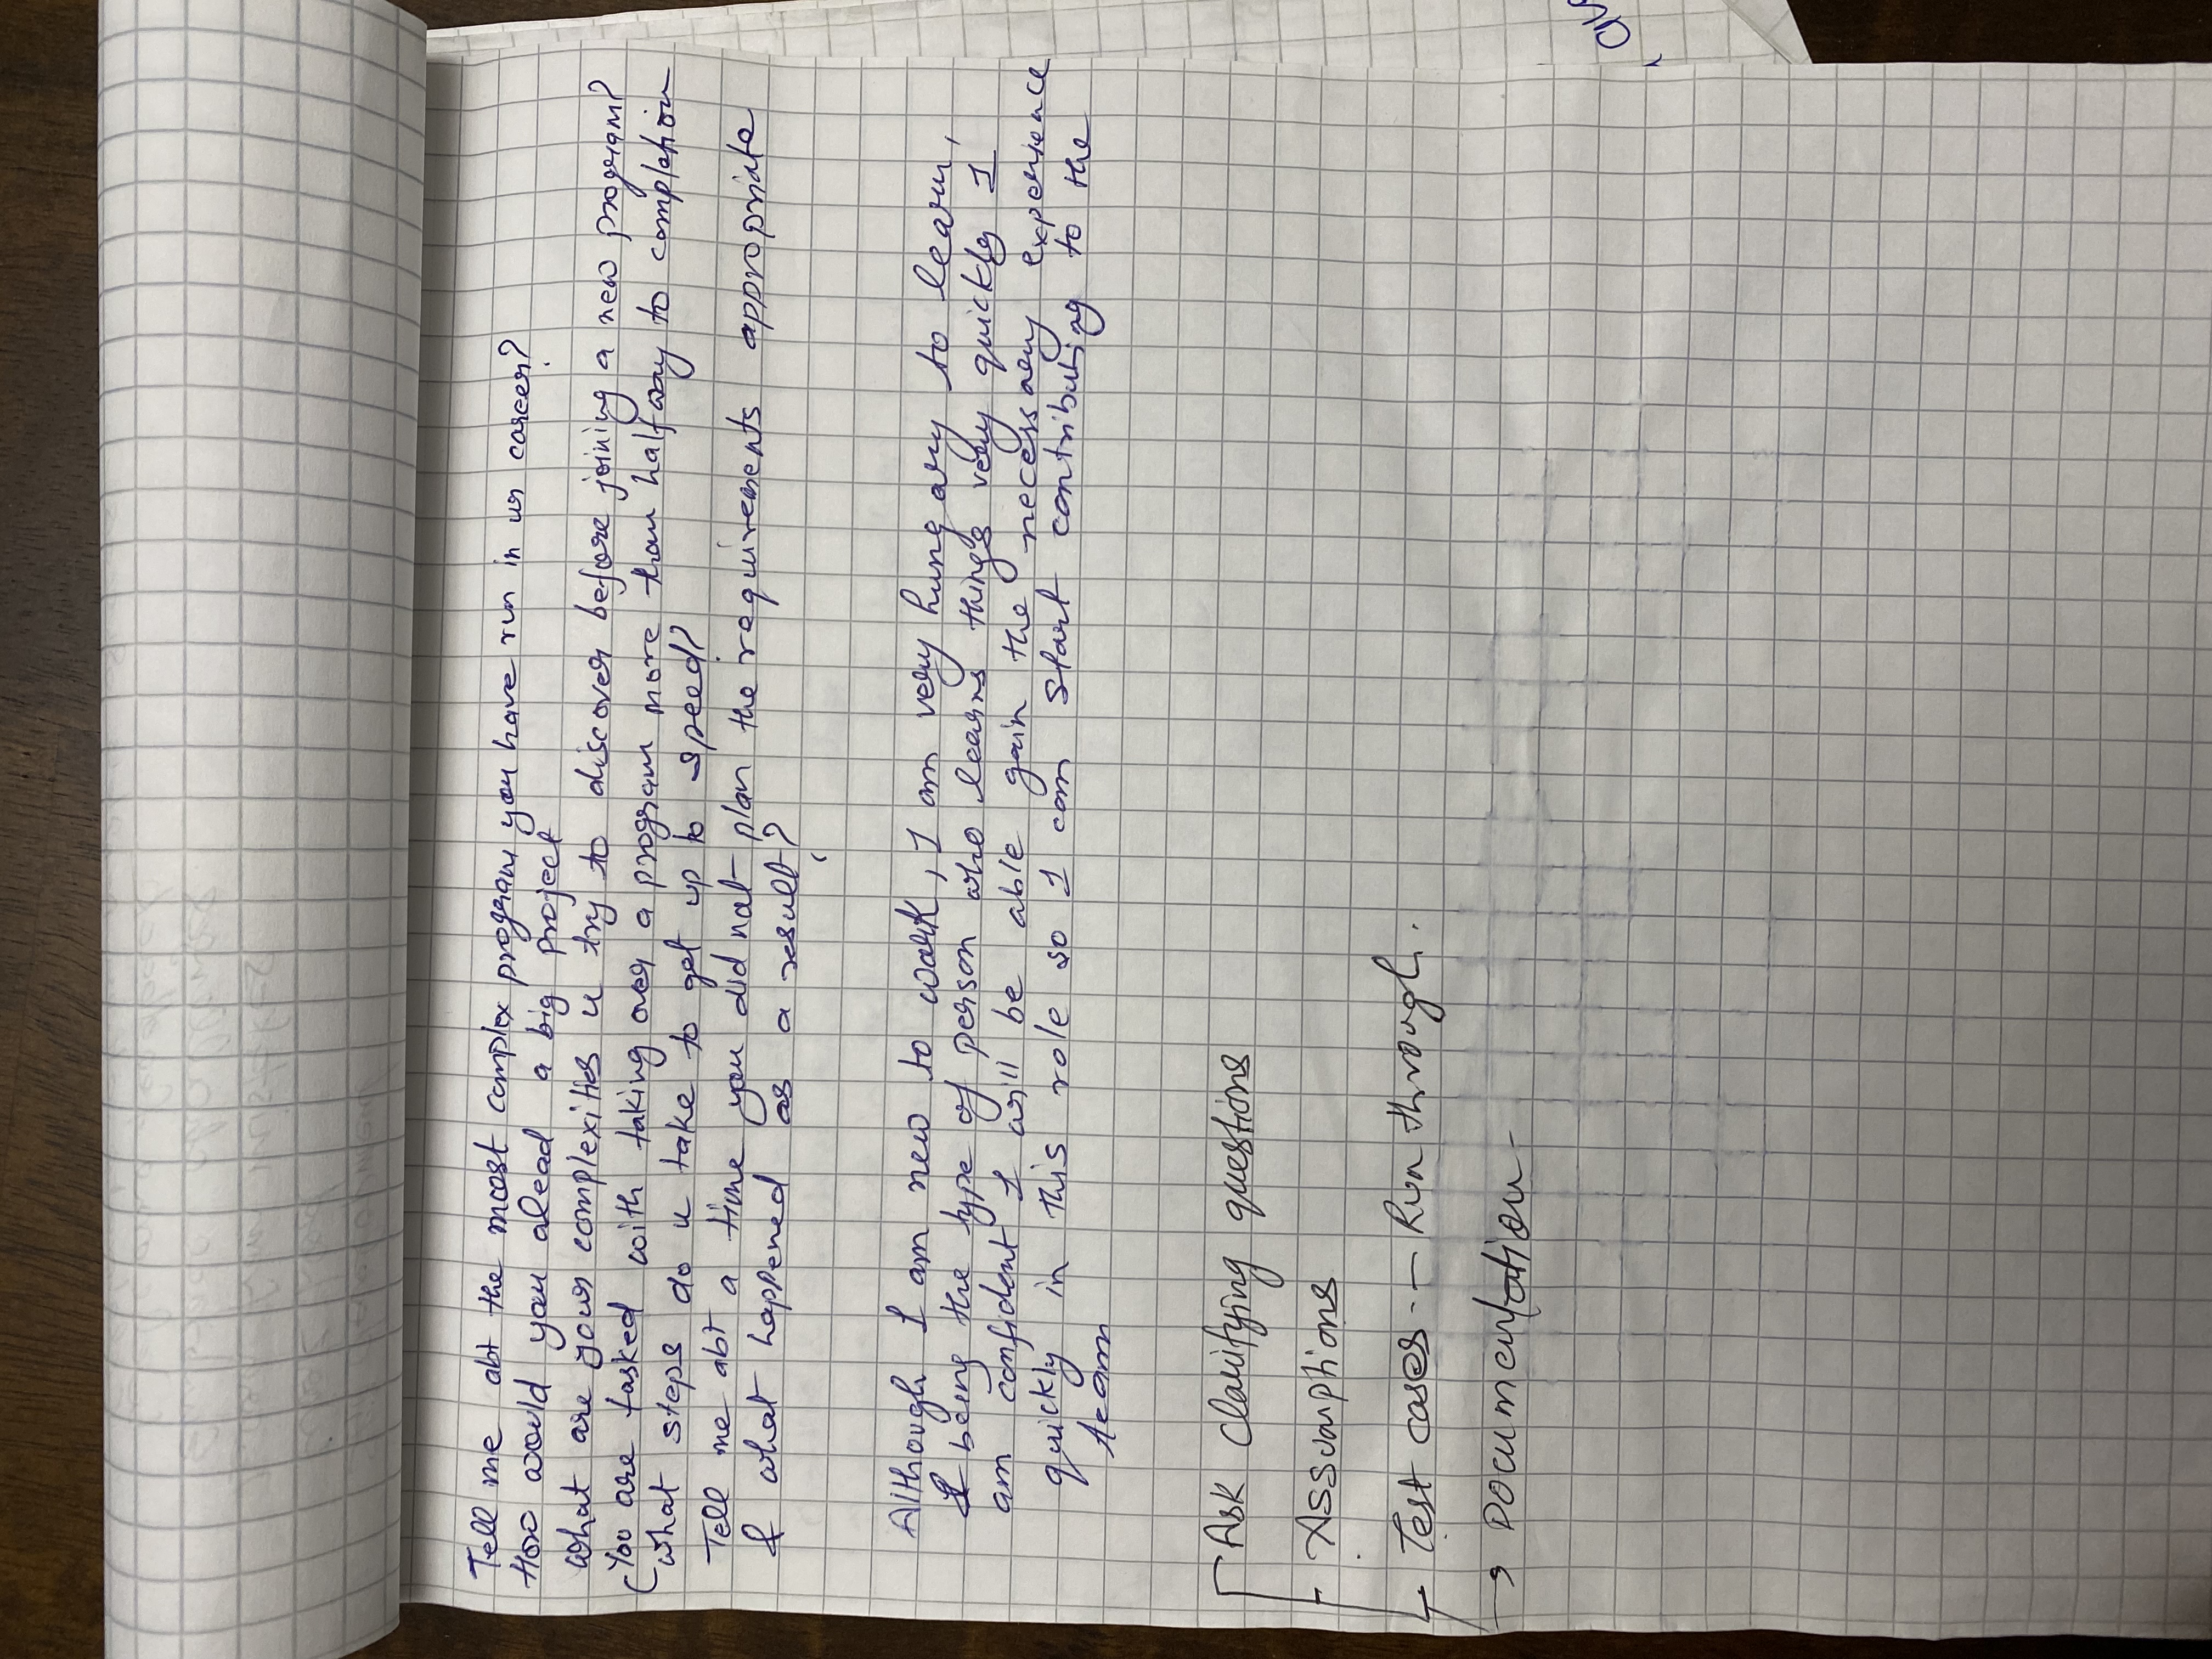 Tell me abt the most complex program you have run in ur career?
How would you alead a big project
What are your complexities u try to discover before joining a new program?
You are tasked with taking over a program more than halfway to completion
what steps do u take to get up to speed?
Tell me abt a time you did not plan the requirements appropriate
& what happened as a result?
Although I am new to work, I am very hungary to learn,
& being the type of person who learns things very quickly I
am confident I will be able gain the necessary experience
quickly in this role so I can start contributing to the
team
Ask clarifying questions
- Assumptions
Test cases - - Run through.
→ Documentation -